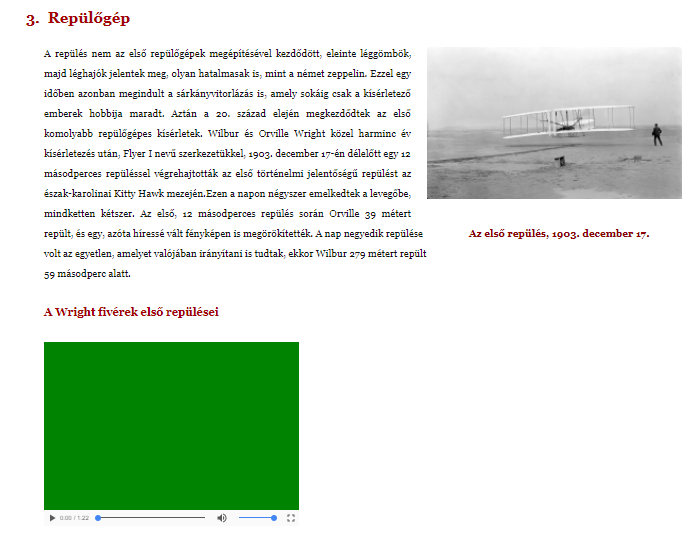 3. Repülőgép
A repülés nem az első repülőgépek megépítésével kezdődött, eleinte léggömbök,
majd léghajók jelentek meg, olyan hatalmasak is, mint a német zeppelin. Ezzel egy
időben azonban megindult a sárkányvitorlázás is, amely sokáig csak a kísérletező
emberek hobbija maradt. Aztán a 20. század elején megkezdődtek az első
komolyabb repülőgépes kísérletek. Wilbur és Orville Wright közel harminc év
kísérletezés után, Flyer I nevű szerkezetükkel, 1903. december 17-én délelőtt egy 12
másodperces repüléssel végrehajtották az első történelmi jelentőségű repülést az
észak-karolinai Kitty Hawk mezején.Ezen a napon négyszer emelkedtek a levegőbe,
mindketten kétszer. Az első, 12 másodperces repülés során Orville 39 métert
repült, és egy, azóta híressé vált fényképen is megörökítették. A nap negyedik repülése
volt az egyetlen, amelyet valójában irányítani is tudtak, ekkor Wilbur 279 métert repült
59 másodperc alatt.
Az első repülés, 1903. december 17.
A Wright fivérek első repülései
0:00 / 1:22